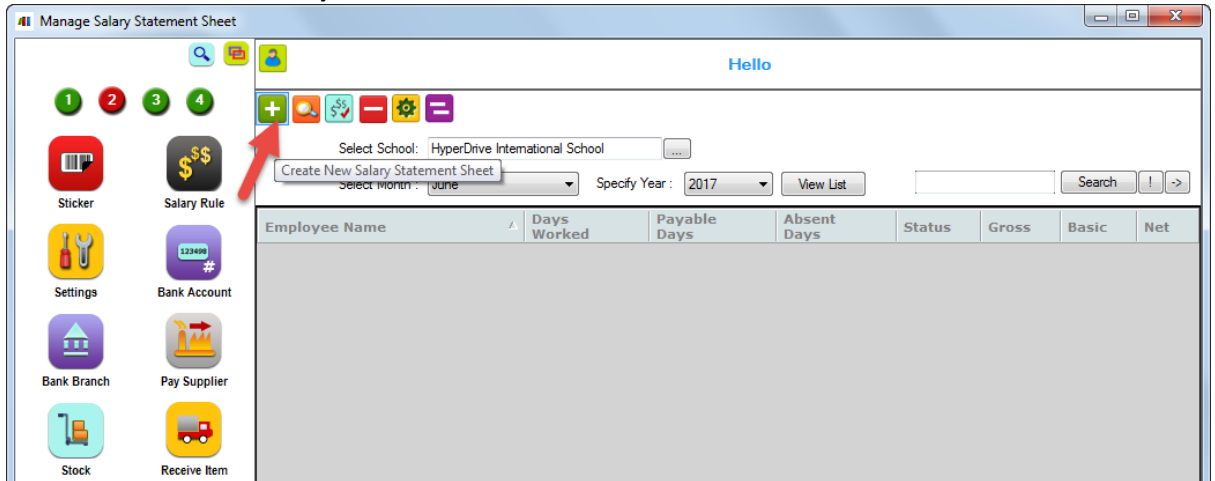 Manage Salary Statement Sheet
Hello
1 2 3 4
Select School: HyperDrive International School ...
Create New Salary Statement Sheet
Select Month : June Specify Year : 2017 View List Search ! ->
Employee Name Days Worked Payable Days Absent Days Status Gross Basic Net
$$$
Sticker Salary Rule
123498
#
Settings Bank Account
Bank Branch Pay Supplier
Stock Receive Item